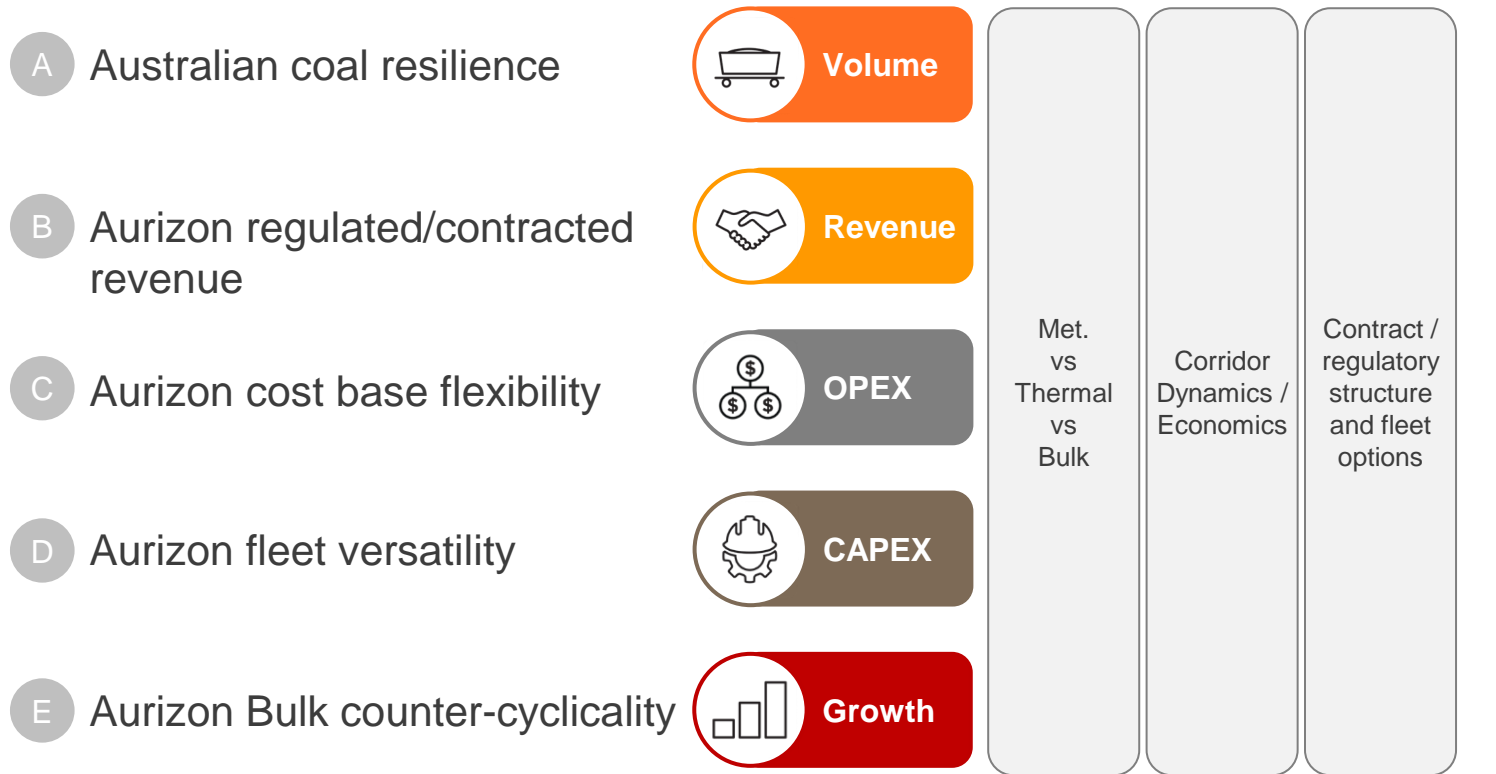 A
Australian coal resilience
Volume
B
Aurizon regulated/contracted
revenue
Revenue
C
Aurizon cost base flexibility
$
$ $
OPEX
D
Aurizon fleet versatility
CAPEX
E
Aurizon Bulk counter-cyclicality
Growth
Met.
vs
Thermal
vs
Bulk
Corridor
Dynamics /
Economics
Contract /
regulatory
structure
and fleet
options